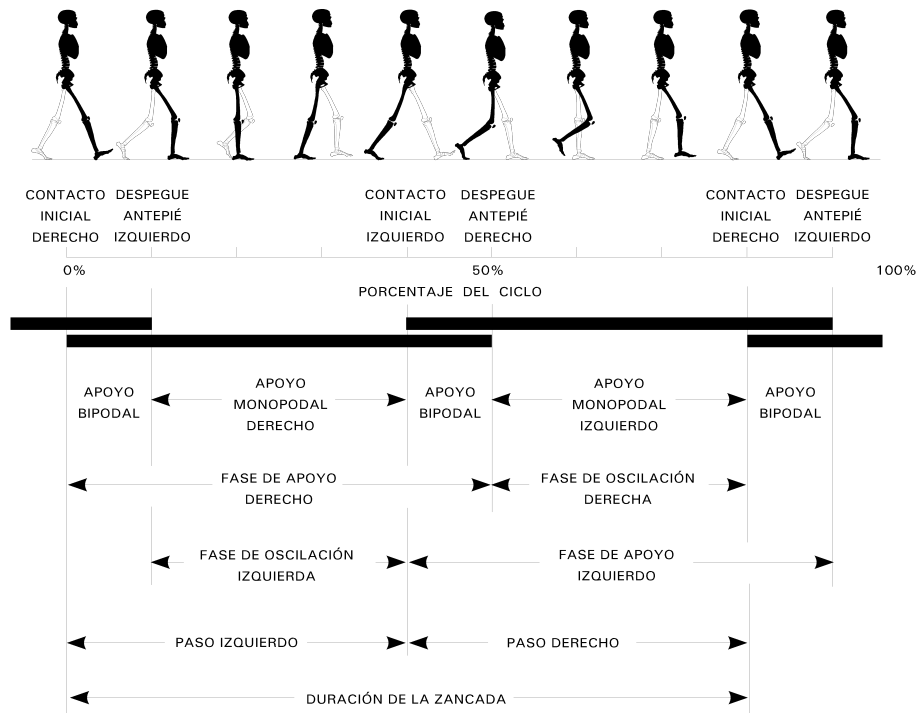 CONTACTO
INICIAL
DERECHO
DESPEGUE
ANTEPIÉ
IZQUIERDO
CONTACTO
INICIAL
IZQUIERDO
DESPEGUE
ANTEPIÉ
DERECHO
CONTACTO
INICIAL
DERECHO
DESPEGUE
ANTEPIÉ
IZQUIERDO
0%
50%
100%
PORCENTAJE DEL CICLO
APOYO
BIPODAL
APOYO
MONOPODAL
DERECHO
APOYO
BIPODAL
APOYO
MONOPODAL
IZQUIERDO
APOYO
BIPODAL
FASE DE APOYO
DERECHO
FASE DE OSCILACIÓN
DERECHA
FASE DE OSCILACIÓN
IZQUIERDA
FASE DE APOYO
IZQUIERDO
PASO IZQUIERDO
PASO DERECHO
DURACIÓN DE LA ZANCADA